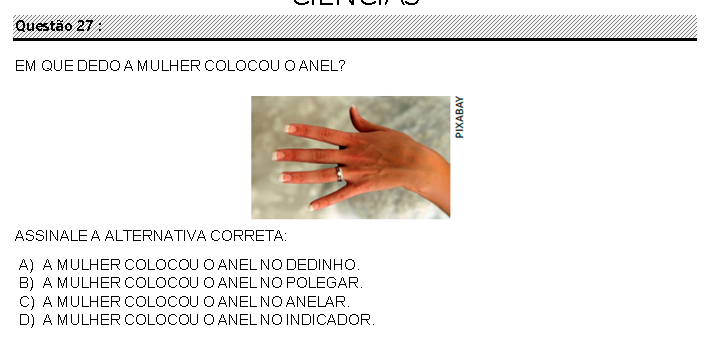 CIÊNCIAS
Questão 27 :
EM QUE DEDO A MULHER COLOCOU O ANEL?
PIXABAY
ASSINALE A ALTERNATIVA CORRETA:
A) A MULHER COLOCOU O ANEL NO DEDINHO.
B) A MULHER COLOCOU O ANEL NO POLEGAR.
C) A MULHER COLOCOU O ANEL NO ANELAR.
D) A MULHER COLOCOU O ANEL NO INDICADOR.